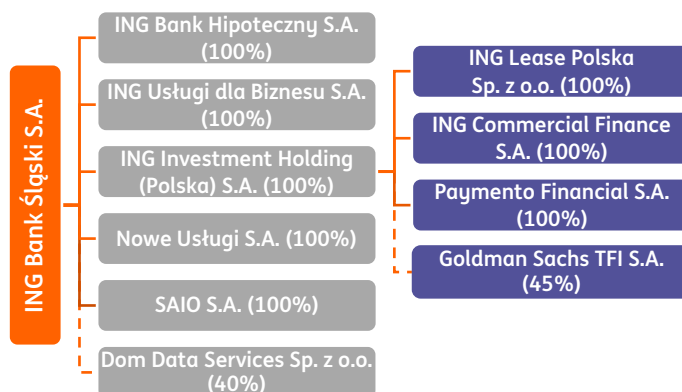 ING Bank Śląski S.A.
ING Bank Hipoteczny S.A.
(100%)
ING Usługi dla Biznesu S.A.
(100%)
ING Investment Holding
(Polska) S.A. (100%)
Nowe Usługi S.A. (100%)
SAIO S.A. (100%)
Dom Data Services Sp. z o.o.
(40%)
ING Lease Polska
Sp. z o.o. (100%)
ING Commercial Finance
S.A. (100%)
Paymento Financial S.A.
(100%)
Goldman Sachs TFI S.A.
(45%)